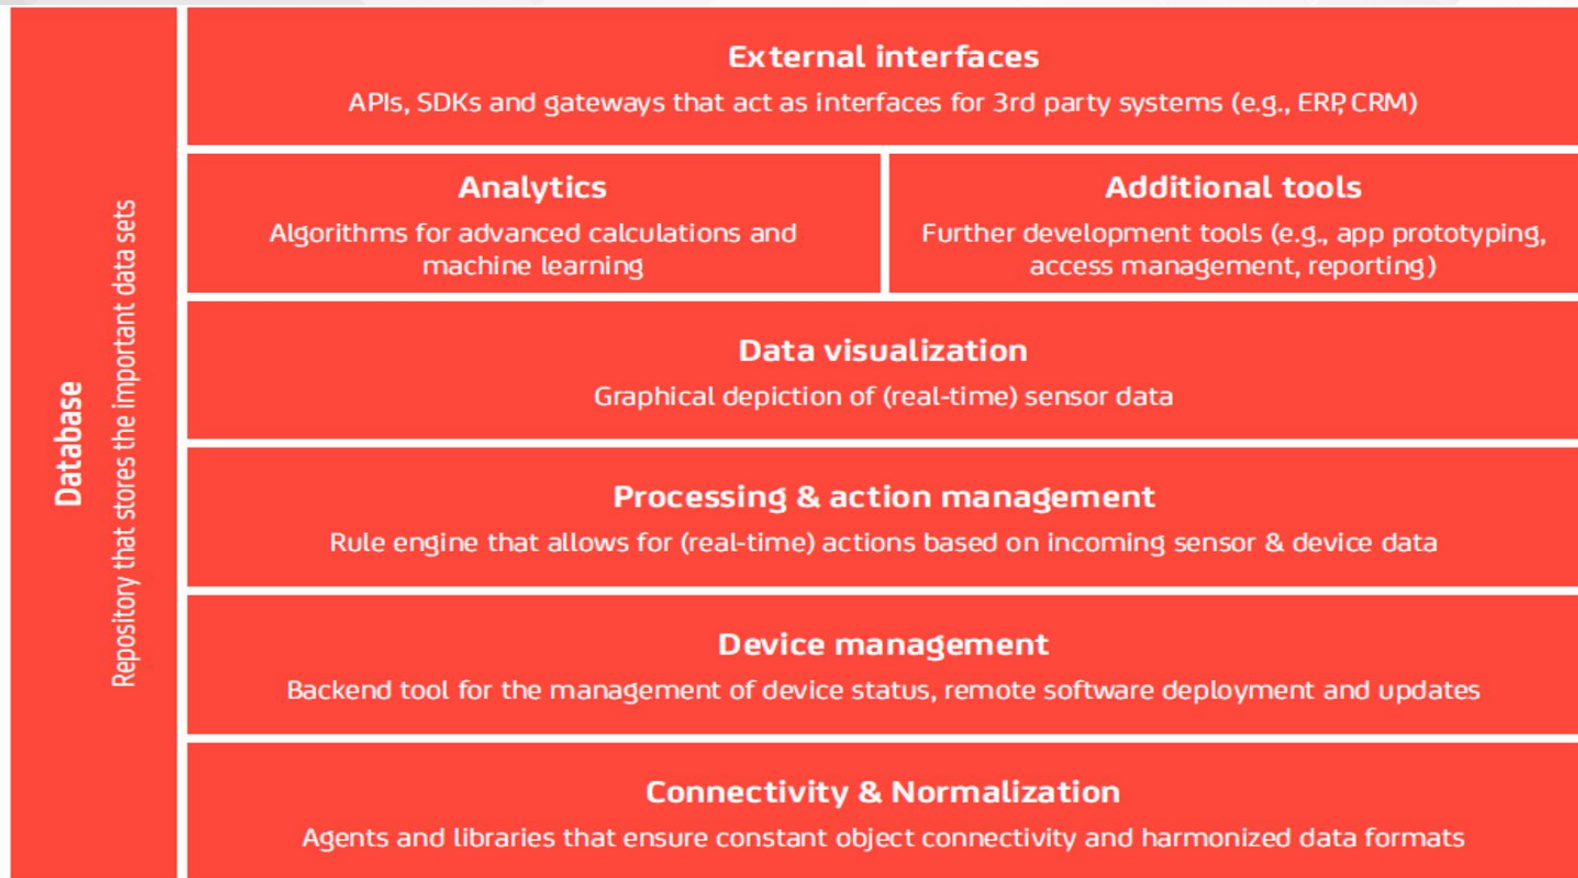 Database
Repository that stores the important data sets
External interfaces
APIs, SDKs and gateways that act as interfaces for 3rd party systems (e.g., ERP, CRM)
Analytics
Algorithms for advanced calculations and
machine learning
Additional tools
Further development tools (e.g., app prototyping,
access management, reporting)
Data visualization
Graphical depiction of (real-time) sensor data
Processing & action management
Rule engine that allows for (real-time) actions based on incoming sensor & device data
Device management
Backend tool for the management of device status, remote software deployment and updates
Connectivity & Normalization
Agents and libraries that ensure constant object connectivity and harmonized data formats